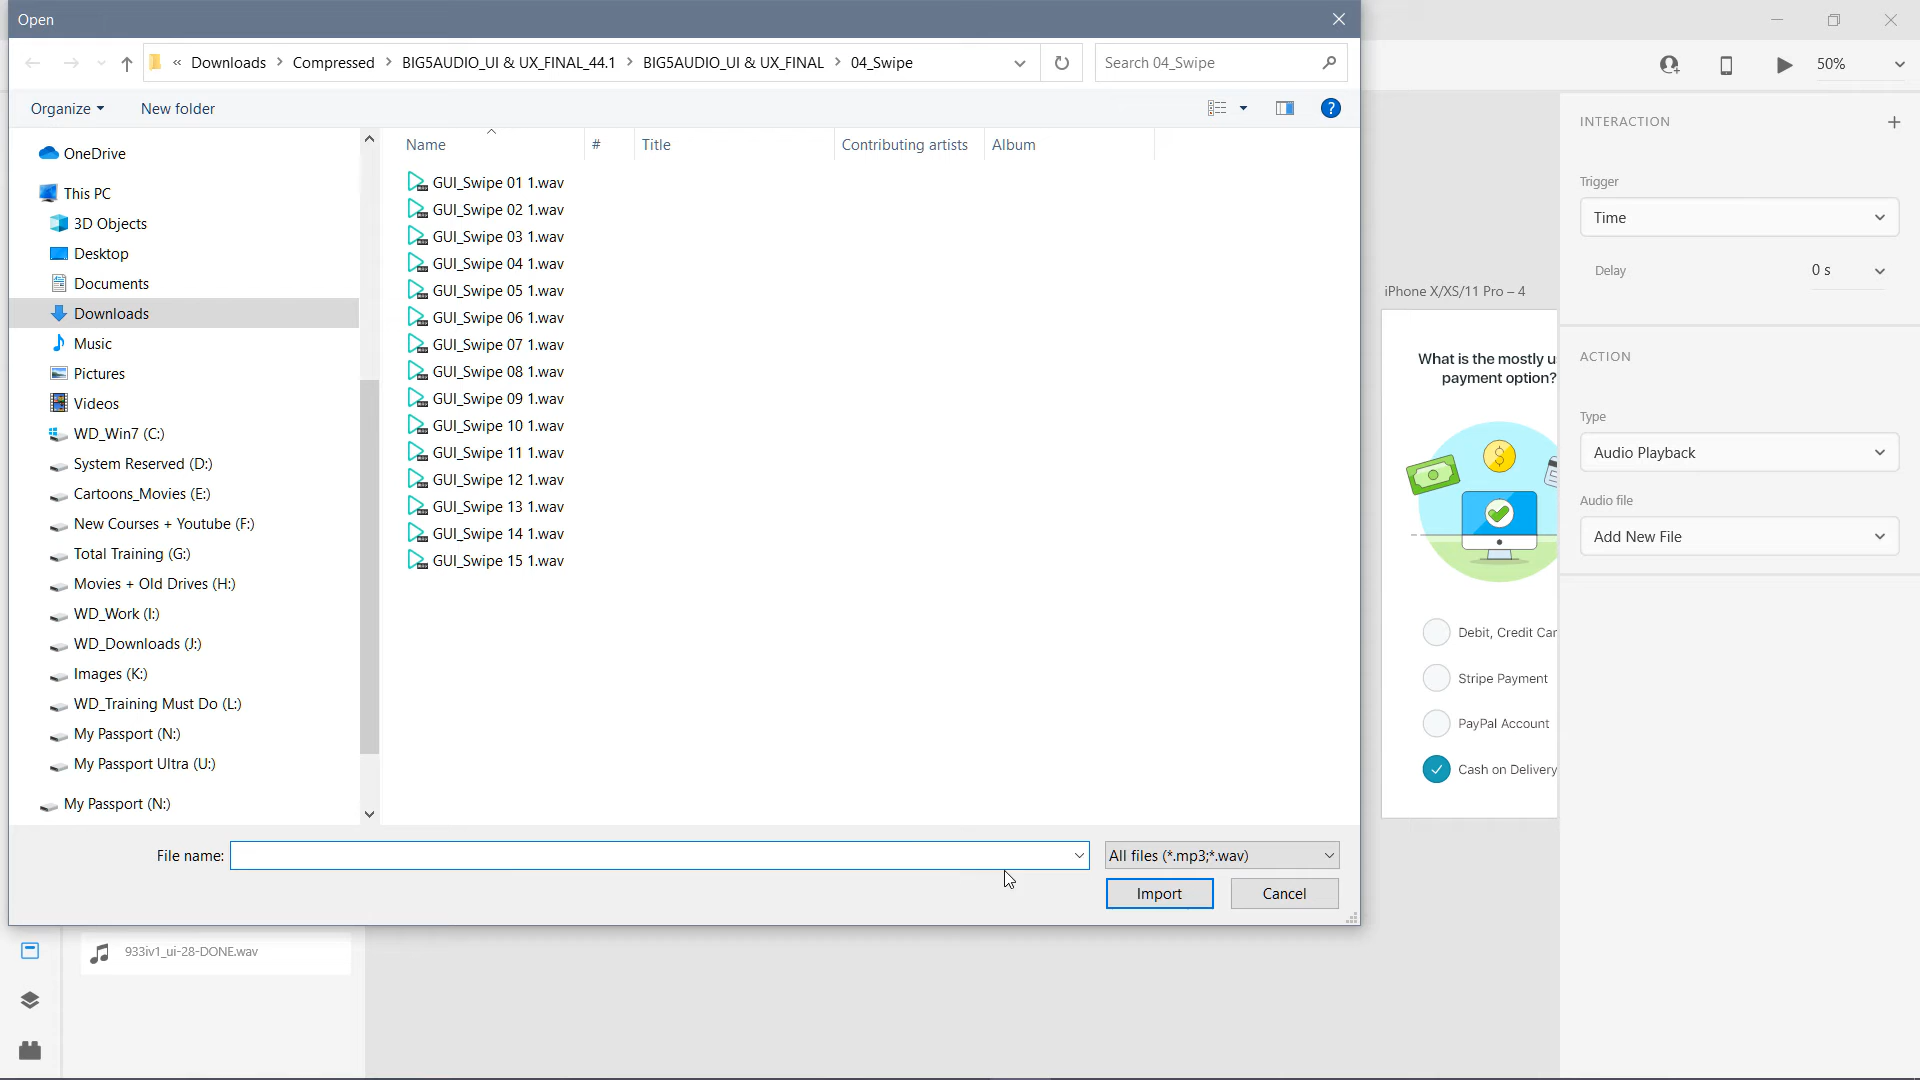 Open
« Downloads > Compressed > BIG5AUDIO_UI & UX_FINAL_44.1 > BIG5AUDIO_UI & UX_FINAL > 04_Swipe
Search 04_Swipe
50%
Organize
New folder
?
INTERACTION
+
OneDrive
This PC
3D Objects
Desktop
Documents
Downloads
Music
Pictures
Videos
WD_Win7 (C:)
System Reserved (D:)
Cartoons_Movies (E:)
New Courses + Youtube (F:)
Total Training (G:)
Movies + Old Drives (H:)
WD_Work (I:)
WD_Downloads (J:)
Images (K:)
WD_Training Must Do (L:)
My Passport (N:)
My Passport Ultra (U:)
My Passport (N:)
Name
#
Title
Contributing artists
Album
GUI_Swipe 01 1.wav
GUI_Swipe 02 1.wav
GUI_Swipe 03 1.wav
GUI_Swipe 04 1.wav
GUI_Swipe 05 1.wav
GUI_Swipe 06 1.wav
GUI_Swipe 07 1.wav
GUI_Swipe 08 1.wav
GUI_Swipe 09 1.wav
GUI_Swipe 10 1.wav
GUI_Swipe 11 1.wav
GUI_Swipe 12 1.wav
GUI_Swipe 13 1.wav
GUI_Swipe 14 1.wav
GUI_Swipe 15 1.wav
File name:
All files (*.mp3;*.wav)
Import
Cancel
933iv1_ui-28-DONE.wav
iPhone X/XS/11 Pro – 4
What is the mostly u
payment option?
$
Debit, Credit Car
Stripe Payment
PayPal Account
Cash on Delivery
Trigger
Time
Delay
0 s
ACTION
Type
Audio Playback
Audio file
Add New File